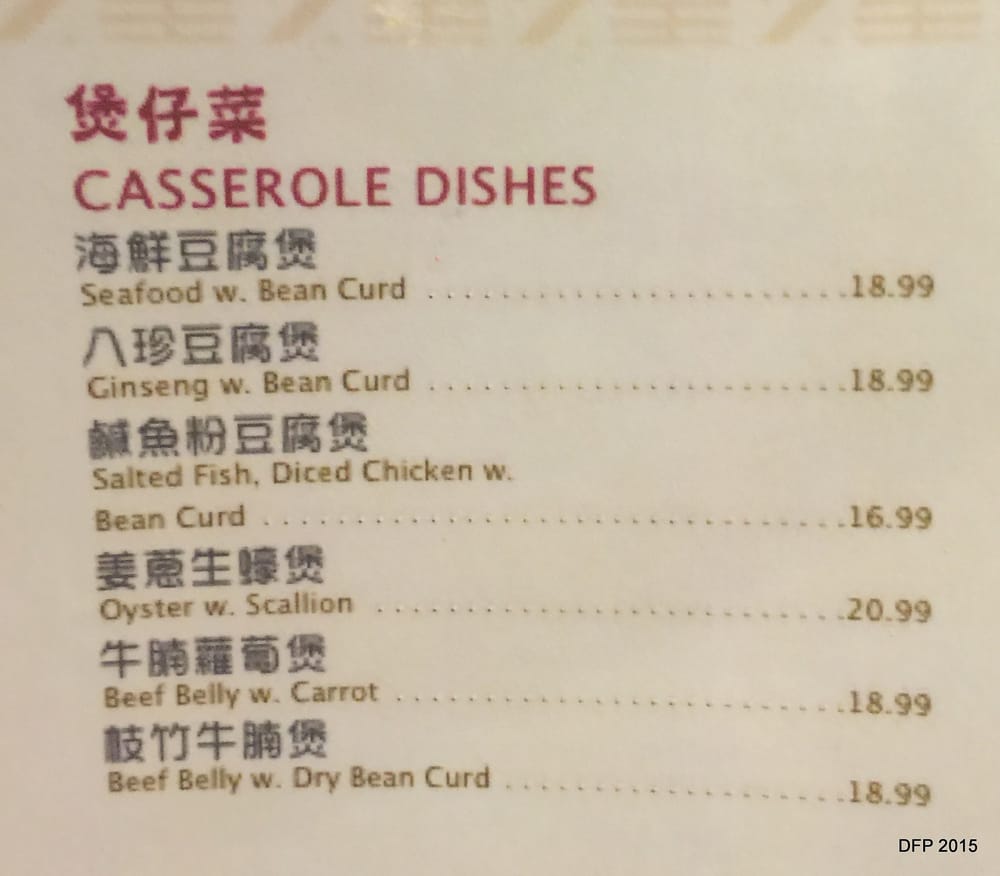 煲仔菜
CASSEROLE DISHES
海鮮豆腐煲
Seafood w. Bean Curd ........................18.99
八珍豆腐煲
Ginseng w. Bean Curd ........................18.99
鹹魚粉豆腐煲
Salted Fish, Diced Chicken w.
Bean Curd ..................................16.99
姜蔥生蠔煲
Oyster w. Scallion ...........................20.99
牛腩蘿蔔煲
Beef Belly w. Carrot ..........................18.99
枝竹牛腩煲
Beef Belly w. Dry Bean Curd ...................18.99
DFP 2015